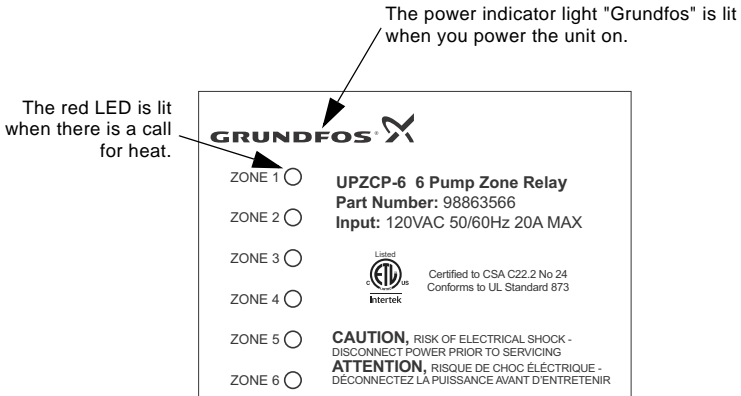 The power indicator light "Grundfos" is lit
when you power the unit on.
The red LED is lit
when there is a call
for heat.
GRUNDFOS
ZONE 1
ZONE 2
ZONE 3
ZONE 4
ZONE 5
ZONE 6
UPZCP-6 6 Pump Zone Relay
Part Number: 98863566
Input: 120VAC 50/60Hz 20A MAX
Listed
C ETL US
Intertek
Certified to CSA C22.2 No 24
Conforms to UL Standard 873
CAUTION, RISK OF ELECTRICAL SHOCK -
DISCONNECT POWER PRIOR TO SERVICING
ATTENTION, RISQUE DE CHOC ÉLÉCTRIQUE -
DÉCONNECTEZ LA PUISSANCE AVANT D'ENTRETENIR